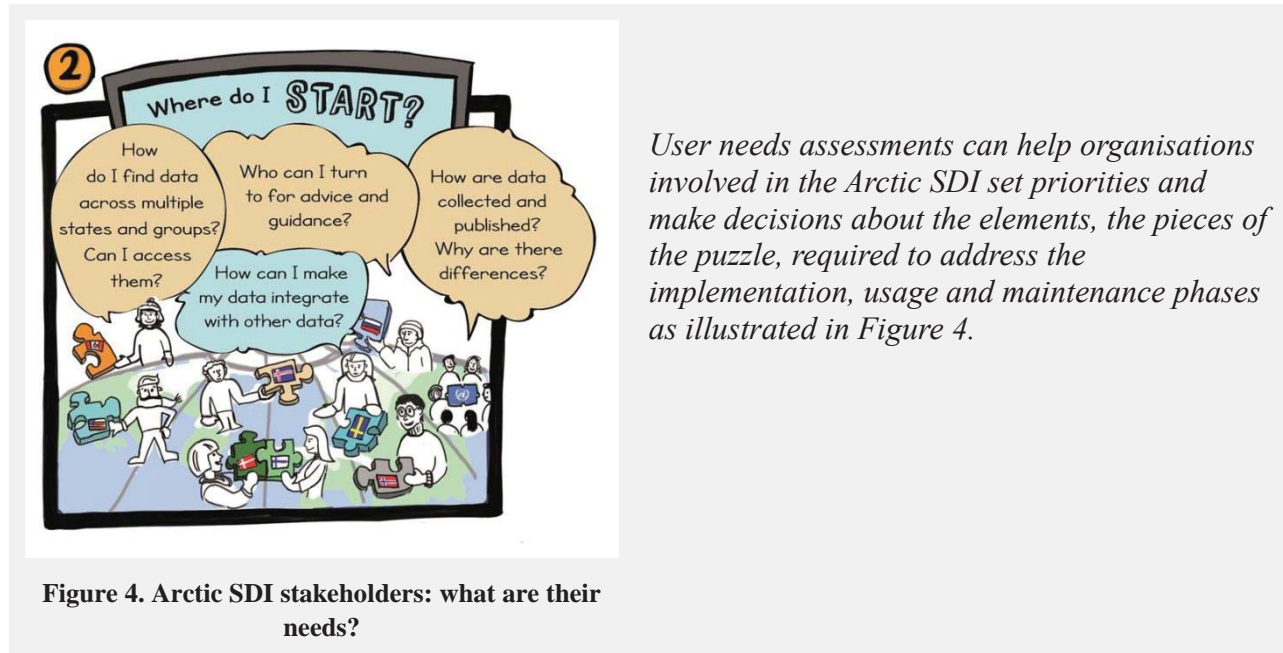 2
Where do I START?
How
do I find data
across multiple
states and groups?
Can I access
them?
Who can I turn
to for advice and
guidance?
How are data
collected and
published?
Why are there
differences?
How can I make
my data integrate
with other data?
Figure 4. Arctic SDI stakeholders: what are their
needs?
User needs assessments can help organisations
involved in the Arctic SDI set priorities and
make decisions about the elements, the pieces of
the puzzle, required to address the
implementation, usage and maintenance phases
as illustrated in Figure 4.